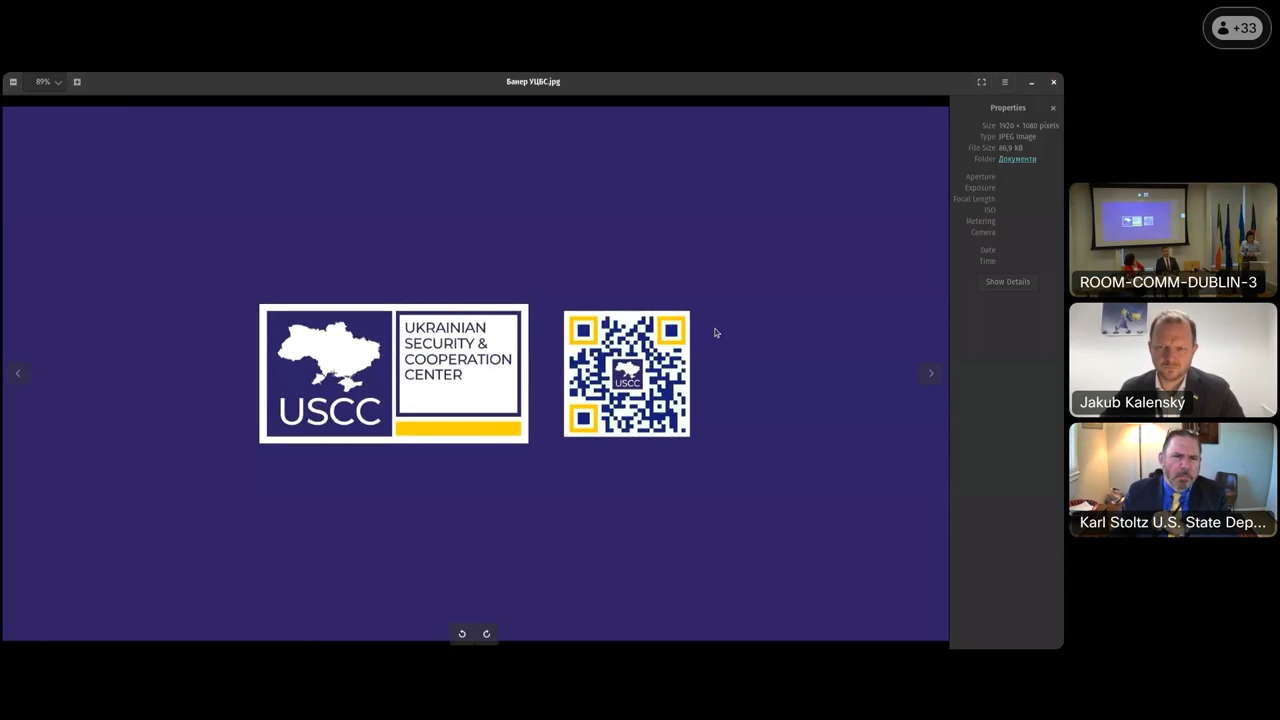 +33
89%
Банер УЦБС.jpg
Properties
Size 1920 × 1080 pixels
Type JPEG Image
File Size 86,9 kB
Folder Документи
Aperture
Exposure
Focal Length
ISO
Metering
Camera
Date
Time
Show Details
UKRAINIAN
SECURITY &
COOPERATION
CENTER
USCC
USCC
ROOM-COMM-DUBLIN-3
Jakub Kalenský
Karl Stoltz U.S. State Dep...